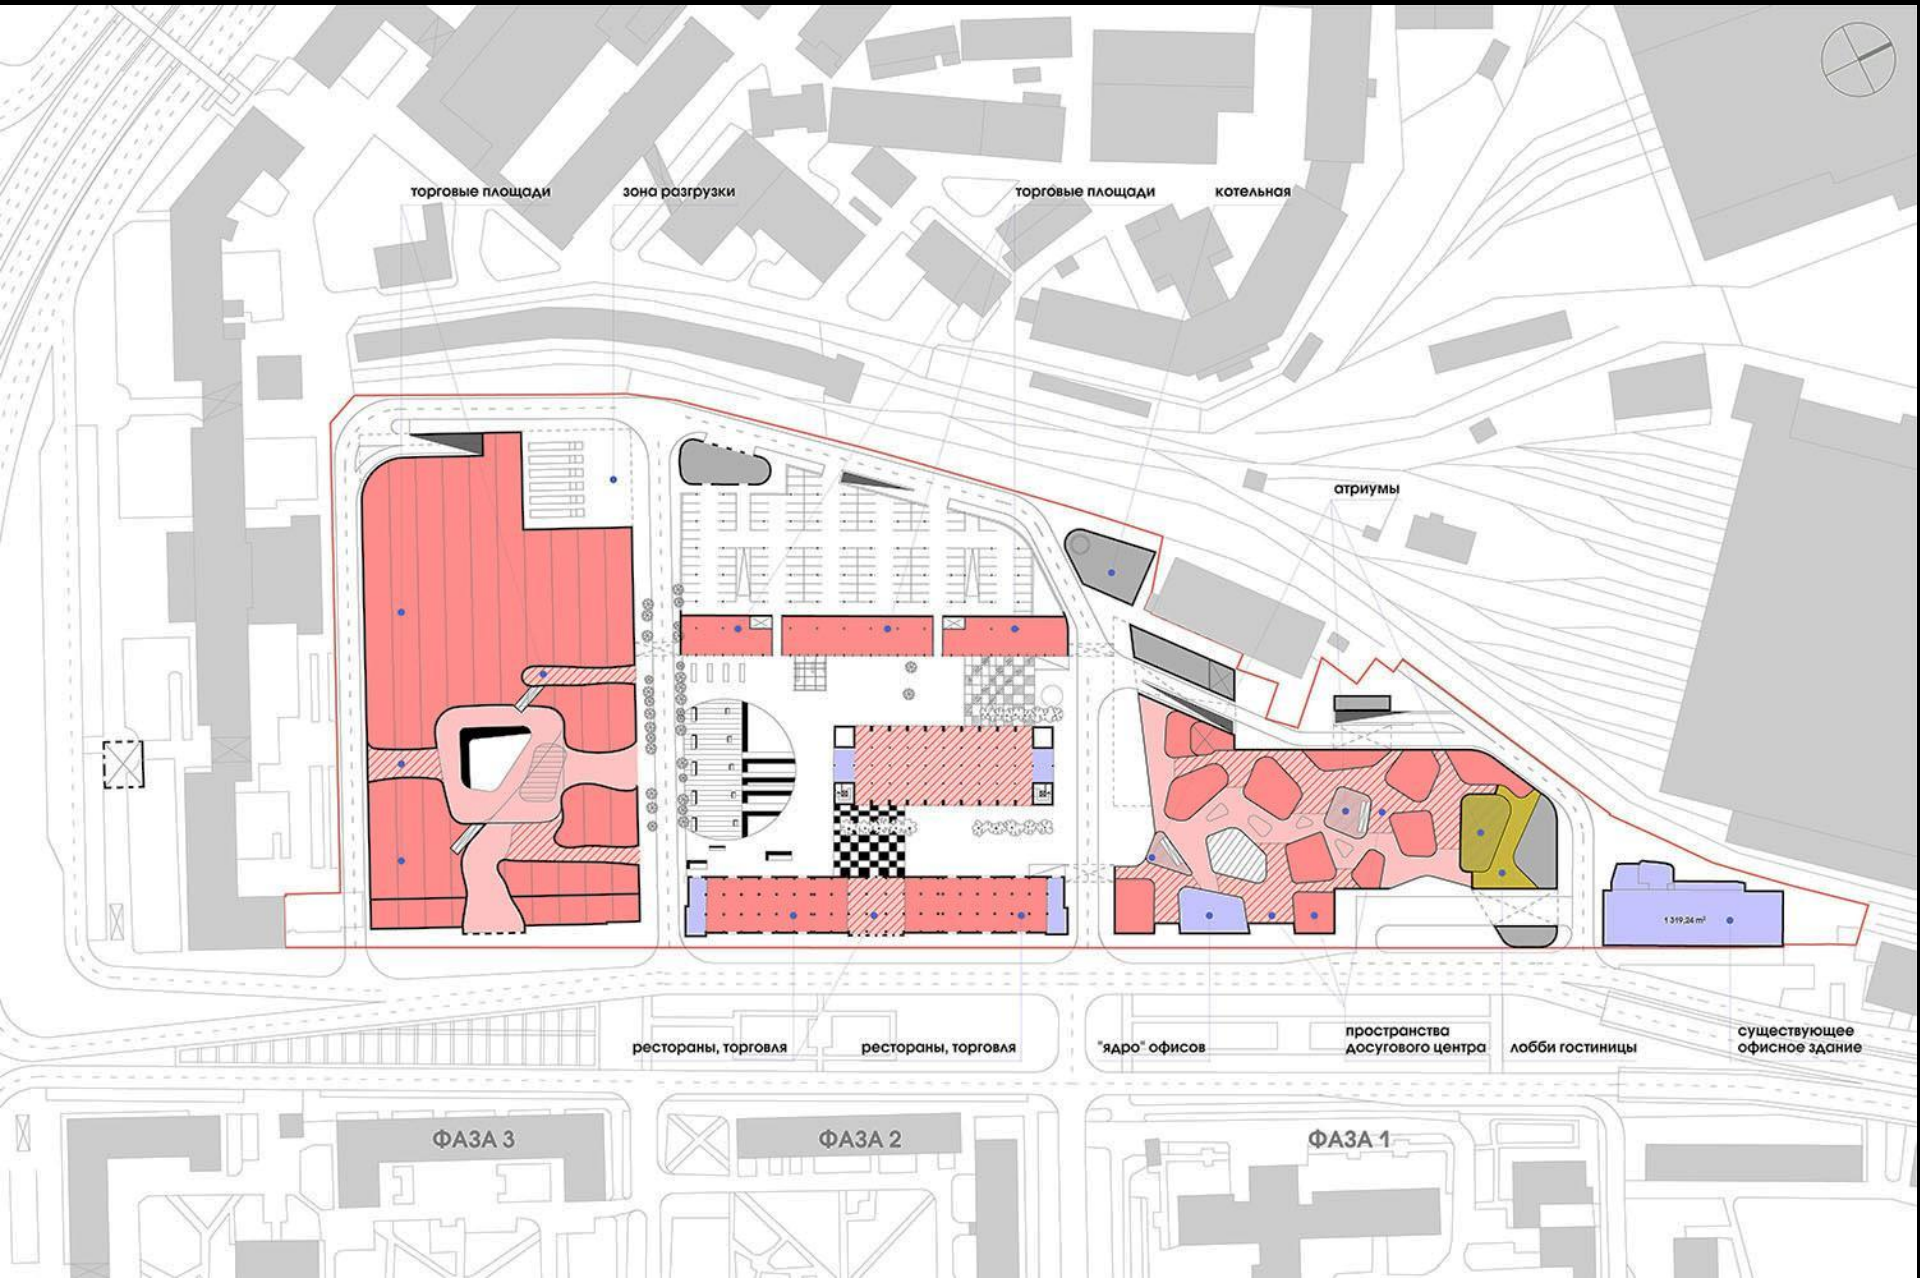 торговые площади
зона разгрузки
торговые площади
котельная
атриумы
1 319,24 m²
рестораны, торговля
рестораны, торговля
"ядро" офисов
пространства
досугового центра
лобби гостиницы
существующее
офисное здание
ФАЗА 3
ФАЗА 2
ФАЗА 1